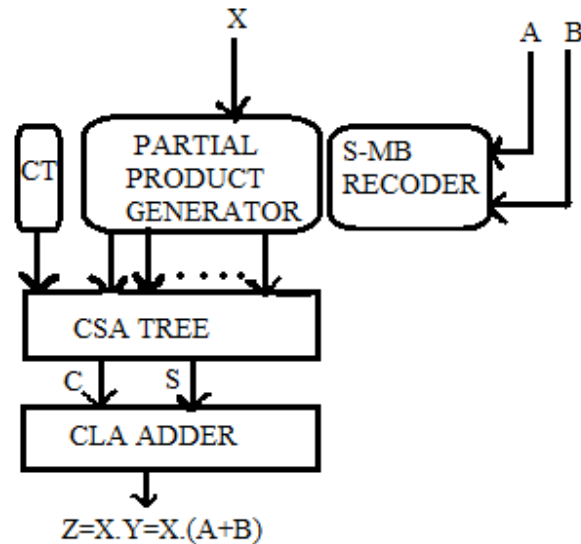 X
A B
CT
PARTIAL
PRODUCT
GENERATOR
S-MB
RECODER
CSA TREE
C S
CLA ADDER
Z=X.Y=X.(A+B)